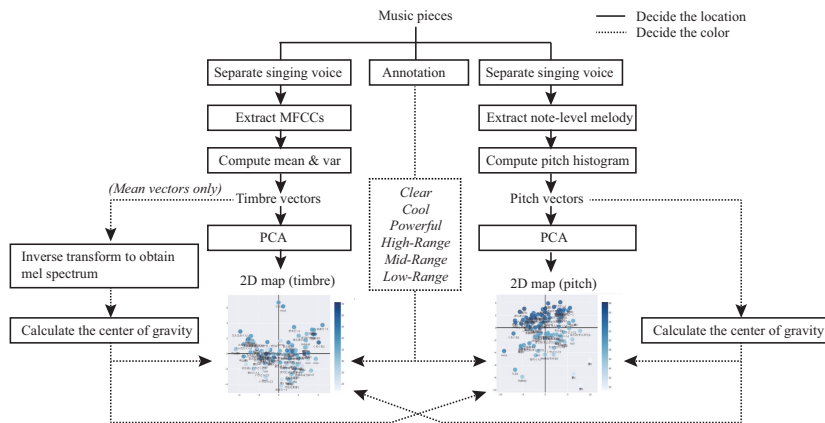 Music pieces
Decide the location
Decide the color
Separate singing voice
Annotation
Separate singing voice
Extract MFCCs
Extract note-level melody
Compute mean & var
Compute pitch histogram
(Mean vectors only)
Timbre vectors
Clear
Cool
Powerful
High-Range
Mid-Range
Low-Range
Pitch vectors
PCA
PCA
Inverse transform to obtain
mel spectrum
2D map (timbre)
2D map (pitch)
Calculate the center of gravity
Calculate the center of gravity